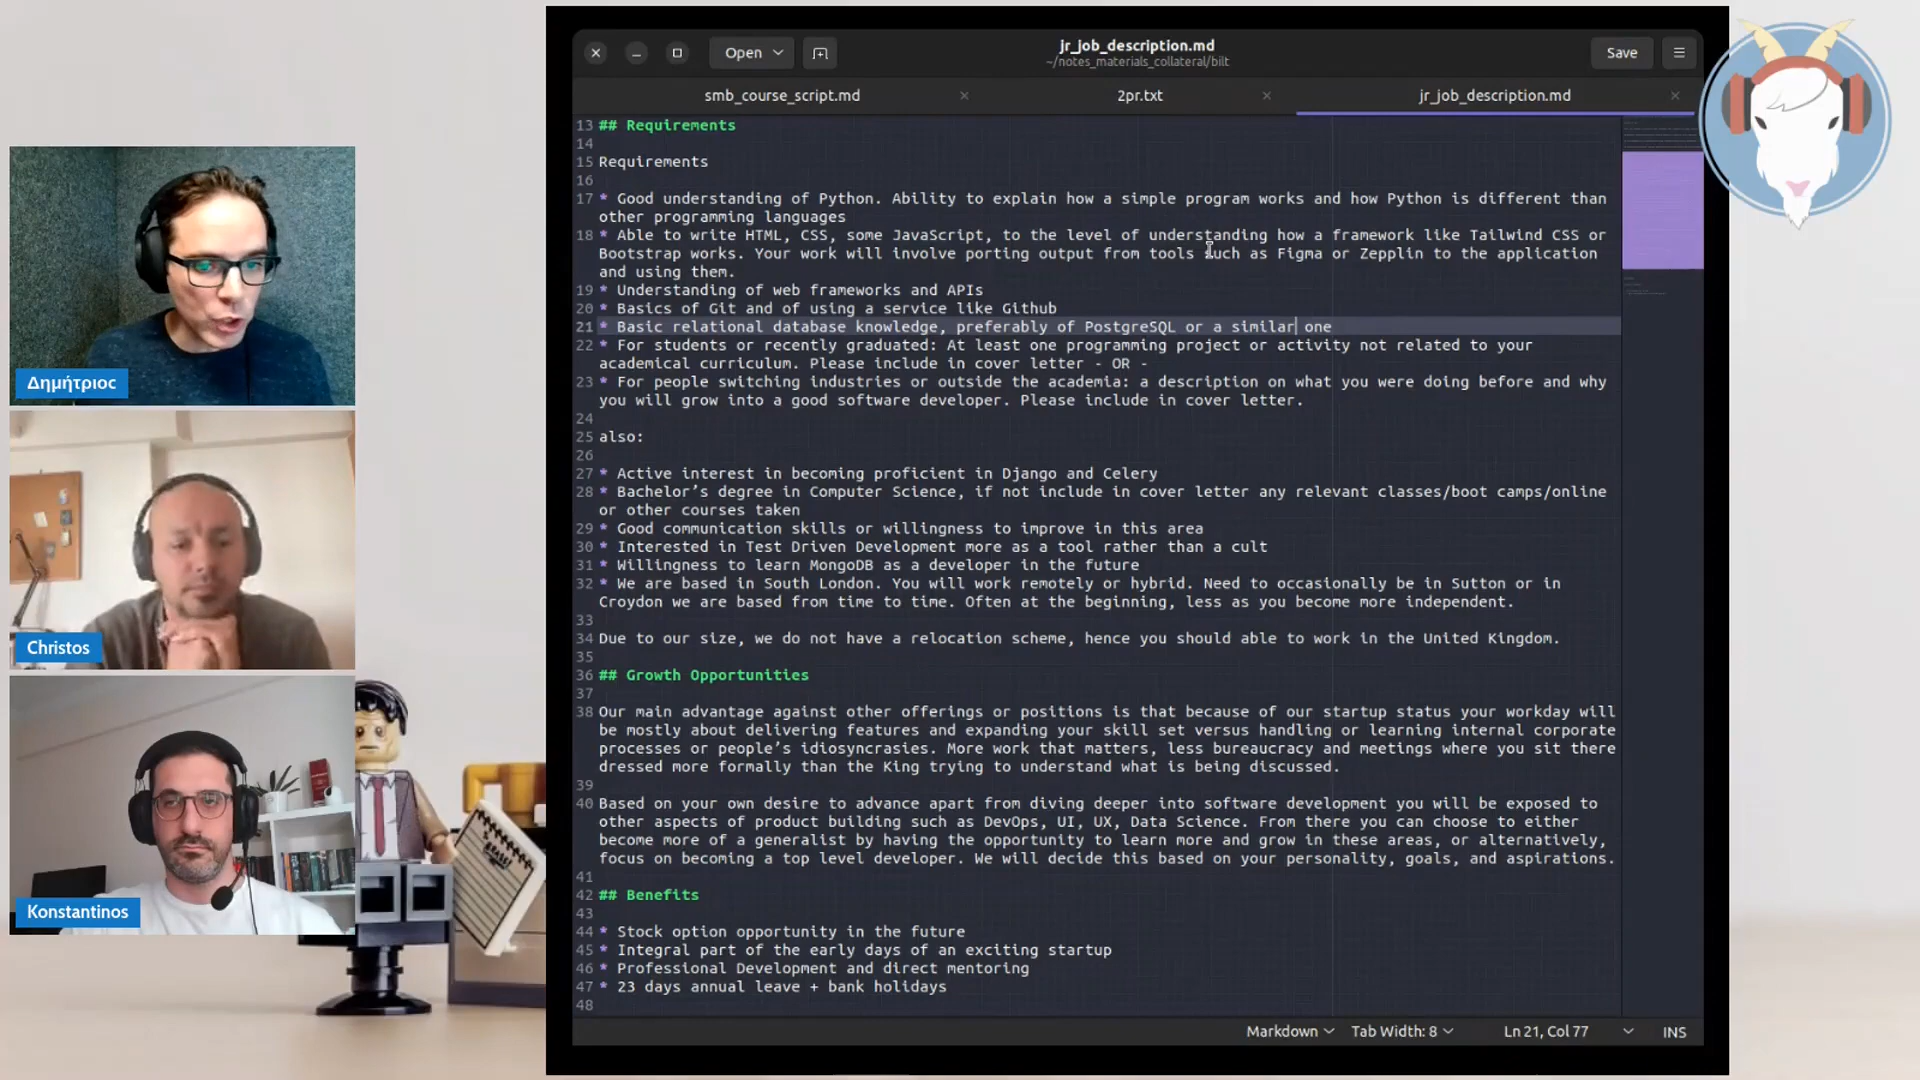 Δημήτριος
Christos
Konstantinos
Open
jr_job_description.md
~/notes_materials_collateral/bilt
Save
smb_course_script.md
2pr.txt
jr_job_description.md
13 ## Requirements
14
15 Requirements
16
17 * Good understanding of Python. Ability to explain how a simple program works and how Python is different than
other programming languages
18 * Able to write HTML, CSS, some JavaScript, to the level of understanding how a framework like Tailwind CSS or
Bootstrap works. Your work will involve porting output from tools such as Figma or Zepplin to the application
and using them.
19 * Understanding of web frameworks and APIs
20 * Basics of Git and of using a service like Github
21 * Basic relational database knowledge, preferably of PostgreSQL or a similar one
22 * For students or recently graduated: At least one programming project or activity not related to your
academical curriculum. Please include in cover letter - OR -
23 * For people switching industries or outside the academia: a description on what you were doing before and why
you will grow into a good software developer. Please include in cover letter.
24
25 also:
26
27 * Active interest in becoming proficient in Django and Celery
28 * Bachelor’s degree in Computer Science, if not include in cover letter any relevant classes/boot camps/online
or other courses taken
29 * Good communication skills or willingness to improve in this area
30 * Interested in Test Driven Development more as a tool rather than a cult
31 * Willingness to learn MongoDB as a developer in the future
32 * We are based in South London. You will work remotely or hybrid. Need to occasionally be in Sutton or in
Croydon we are based from time to time. Often at the beginning, less as you become more independent.
33
34 Due to our size, we do not have a relocation scheme, hence you should able to work in the United Kingdom.
35
36 ## Growth Opportunities
37
38 Our main advantage against other offerings or positions is that because of our startup status your workday will
be mostly about delivering features and expanding your skill set versus handling or learning internal corporate
processes or people’s idiosyncrasies. More work that matters, less bureaucracy and meetings where you sit there
dressed more formally than the King trying to understand what is being discussed.
39
40 Based on your own desire to advance apart from diving deeper into software development you will be exposed to
other aspects of product building such as DevOps, UI, UX, Data Science. From there you can choose to either
become more of a generalist by having the opportunity to learn more and grow in these areas, or alternatively,
focus on becoming a top level developer. We will decide this based on your personality, goals, and aspirations.
41
42 ## Benefits
43
44 * Stock option opportunity in the future
45 * Integral part of the early days of an exciting startup
46 * Professional Development and direct mentoring
47 * 23 days annual leave + bank holidays
48
Markdown
Tab Width: 8
Ln 21, Col 77
INS